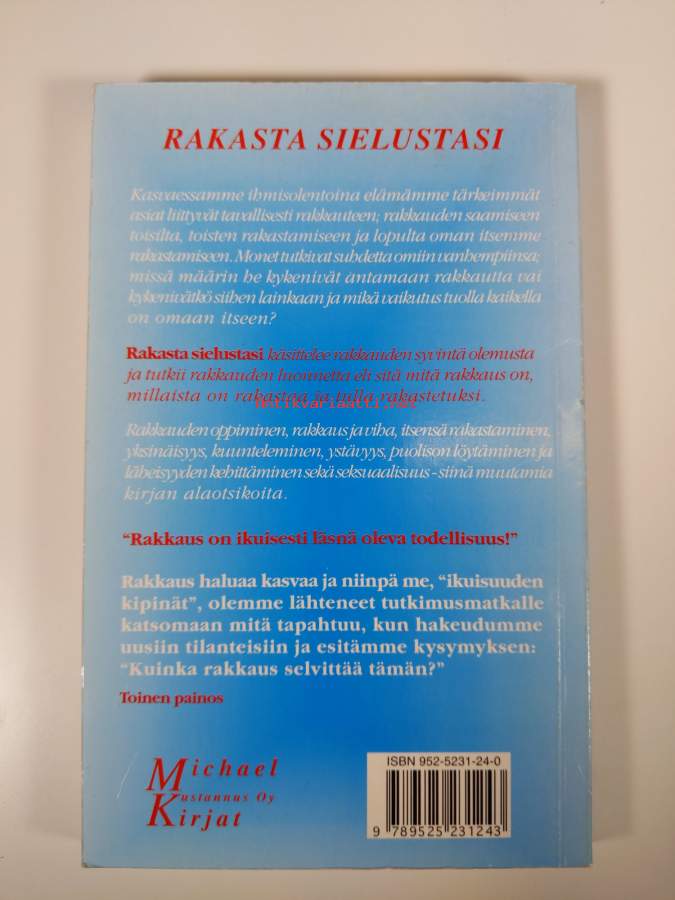 RAKASTA SIELUSTASI
Kasvaessamme ihmisolentoina elämämme tärkeimmät
asiat liittyvät tavallisesti rakkauteen; rakkauden saamiseen
toisilta, toisten rakastamiseen ja lopulta oman itsemme
rakastamiseen. Monet tutkivat suhdetta omiin vanhempiinsa;
missä määrin he kykenivät antamaan rakkautta vai
kykenivätkö siihen lainkaan ja mikä vaikutus tuolla kaikella
on omaan itseen?
Rakasta sielustasi käsittelee rakkauden syvintä olemusta
ja tutkii rakkauden luonnetta eli sitä mitä rakkaus on,
millaista on rakastaa ja tulla rakastetuksi.
Antikvariaatti.net
Rakkauden oppiminen, rakkaus ja viha, itsensä rakastaminen,
yksinäisyys, kuunteleminen, ystävyys, puolison löytäminen ja
läheisyyden kehittäminen sekä seksuaalisuus - siinä muutamia
kirjan alaotsikoita.
"Rakkaus on ikuisesti läsnä oleva todellisuus!"
Rakkaus haluaa kasvaa ja niinpä me, "ikuisuuden
kipinät", olemme lähteneet tutkimusmatkalle
katsomaan mitä tapahtuu, kun hakeudumme
uusiin tilanteisiin ja esitämme kysymyksen:
"Kuinka rakkaus selvittää tämän?"
Toinen painos
Michael
Kustannus Oy
Kirjat
ISBN 952-5231-24-0
9 789525 231243